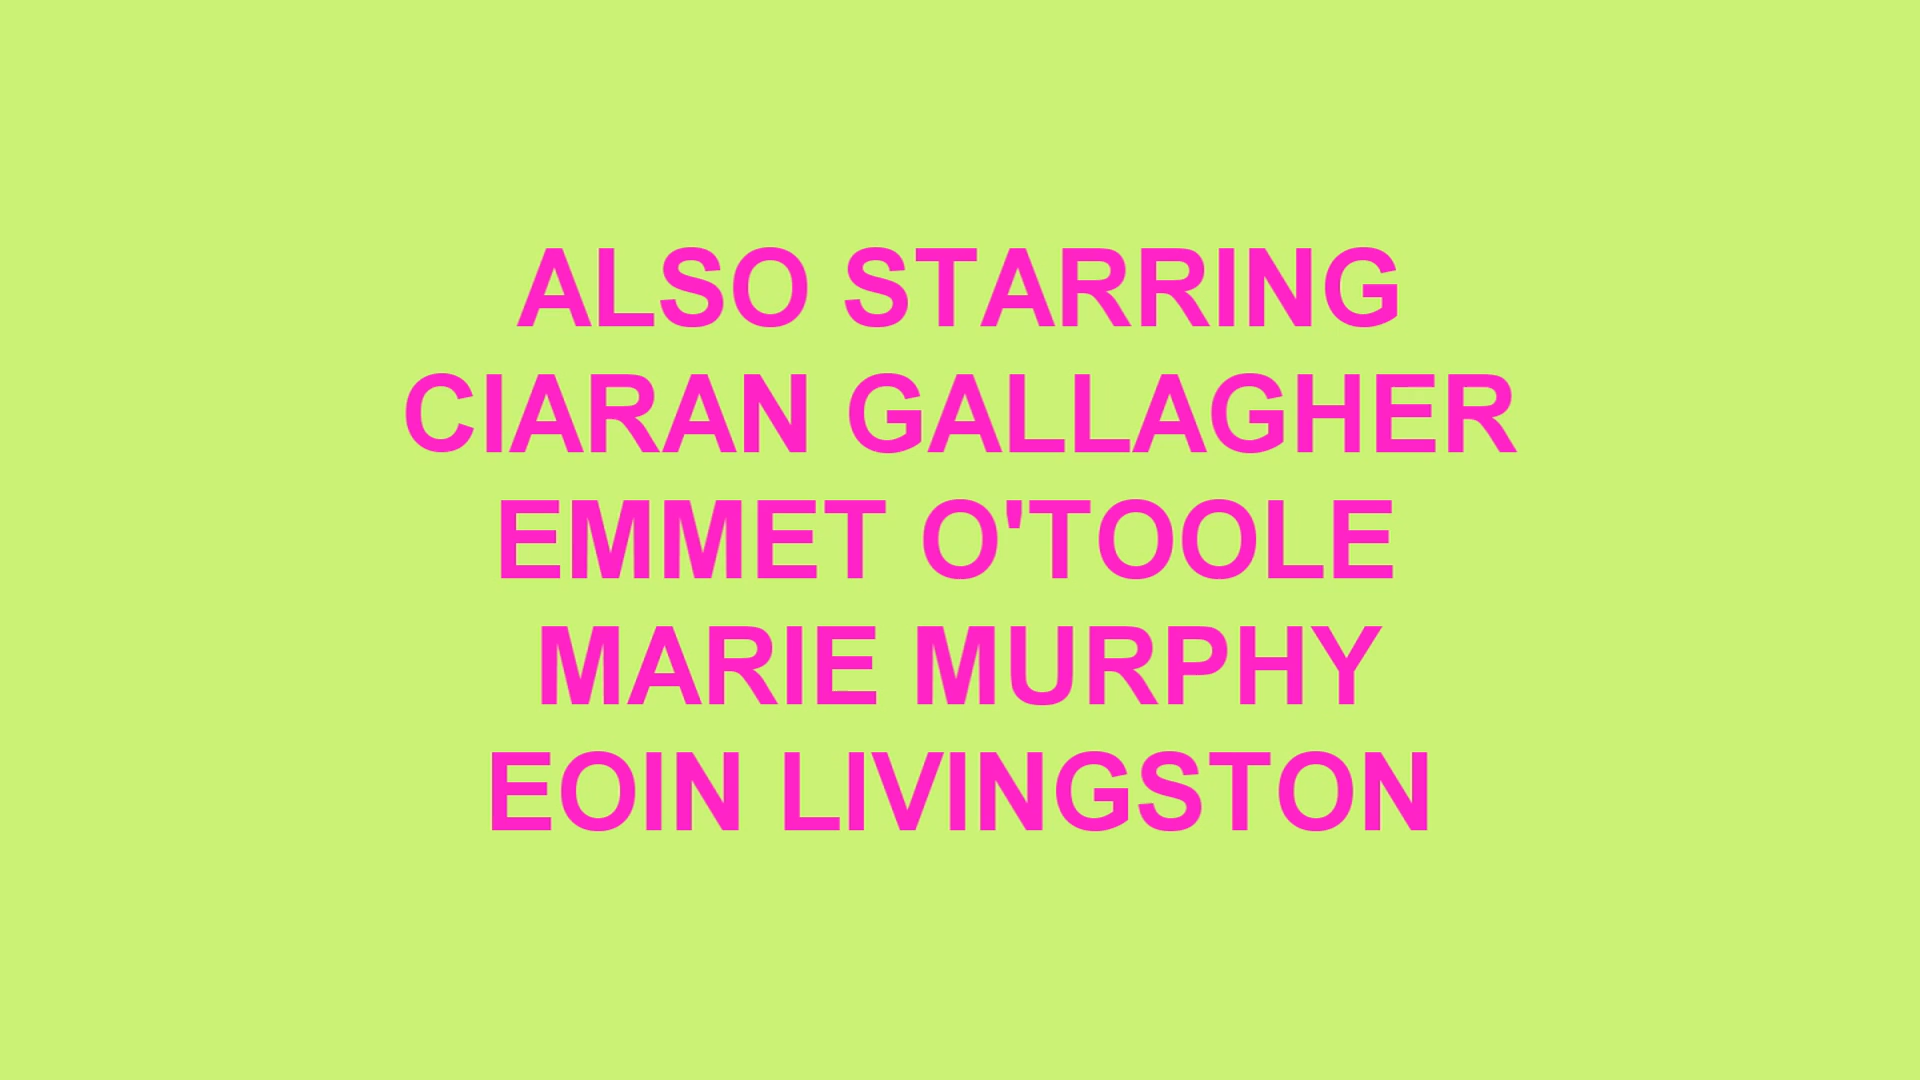 ALSO STARRING
CIARAN GALLAGHER
EMMET O'TOOLE
MARIE MURPHY
EOIN LIVINGSTON